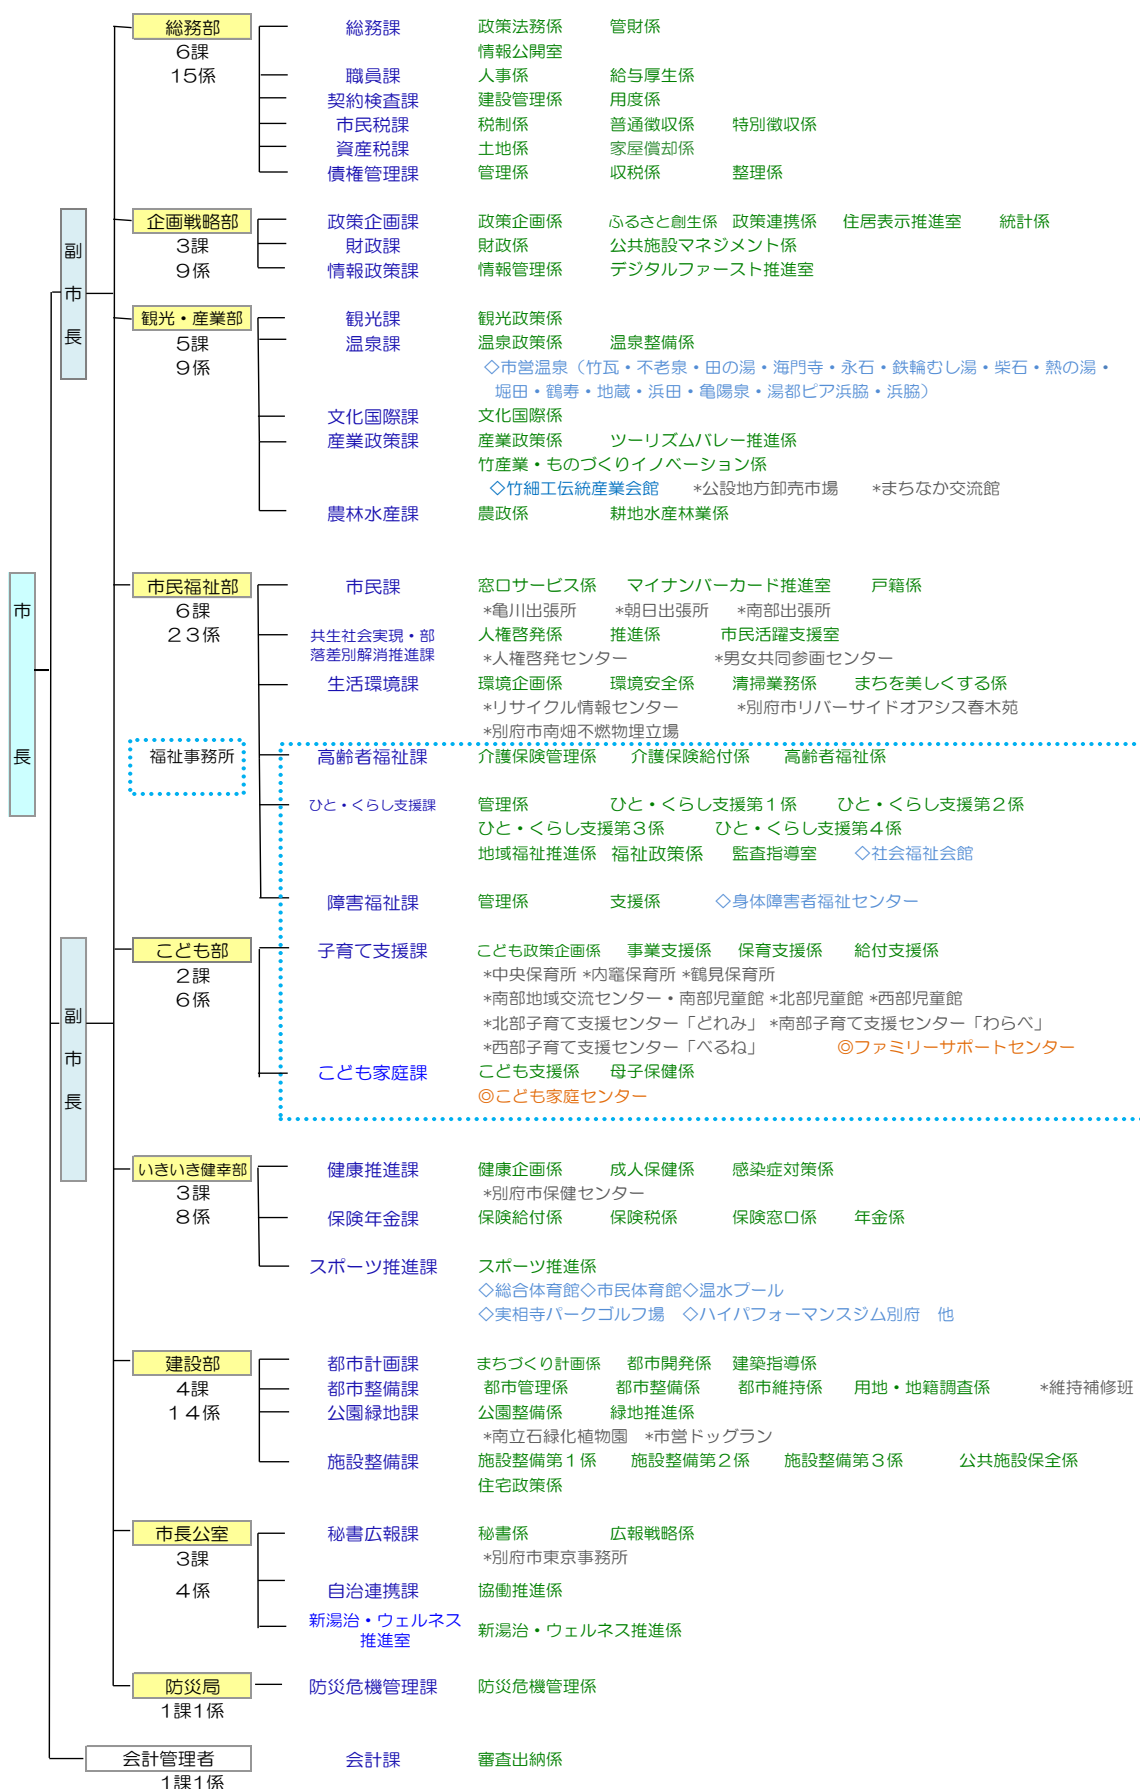 総務部 総務課 政策法務係 管財係
6課 情報公開室
15係 職員課 人事係 給与厚生係
契約検査課 建設管理係 用度係
市民税課 税制係 普通徴収係 特別徴収係
資産税課 土地係 家屋償却係
債権管理課 管理係 収税係 整理係
副市長
企画戦略部 政策企画課 政策企画係 ふるさと創生係 政策連携係 住居表示推進室 統計係
3課 財政課 財政係 公共施設マネジメント係
9係 情報政策課 情報管理係 デジタルファースト推進室
観光・産業部 観光課 観光政策係
5課 温泉課 温泉政策係 温泉整備係
9係 ◇市営温泉（竹瓦・不老泉・田の湯・海門寺・永石・鉄輪むし湯・柴石・熱の湯・
堀田・鶴寿・地蔵・浜田・亀陽泉・湯都ピア浜脇・浜脇）
文化国際課 文化国際係
産業政策課 産業政策係 ツーリズムバレー推進係
竹産業・ものづくりイノベーション係
◇竹細工伝統産業会館 *公設地方卸売市場 *まちなか交流館
農林水産課 農政係 耕地水産林業係
市長
市民福祉部 市民課 窓口サービス係 マイナンバーカード推進室 戸籍係
6課 *亀川出張所 *朝日出張所 *南部出張所
23係 共生社会実現・部 人権啓発係 推進係 市民活躍支援室
落差別解消推進課 *人権啓発センター *男女共同参画センター
生活環境課 環境企画係 環境安全係 清掃業務係 まちを美しくする係
*リサイクル情報センター *別府市リバーサイドオアシス春木苑
*別府市南畑不燃物埋立場
福祉事務所 高齢者福祉課 介護保険管理係 介護保険給付係 高齢者福祉係
ひと・くらし支援課 管理係 ひと・くらし支援第1係 ひと・くらし支援第2係
ひと・くらし支援第3係 ひと・くらし支援第4係
地域福祉推進係 福祉政策係 監査指導室 ◇社会福祉会館
障害福祉課 管理係 支援係 ◇身体障害者福祉センター
副市長
こども部 子育て支援課 こども政策企画係 事業支援係 保育支援係 給付支援係
2課 *中央保育所 *内竈保育所 *鶴見保育所
6係 *南部地域交流センター・南部児童館 *北部児童館 *西部児童館
*北部子育て支援センター「どれみ」 *南部子育て支援センター「わらべ」
*西部子育て支援センター「べるね」 ◎ファミリーサポートセンター
こども家庭課 こども支援係 母子保健係
◎こども家庭センター
いきいき健幸部 健康推進課 健康企画係 成人保健係 感染症対策係
3課 *別府市保健センター
8係 保険年金課 保険給付係 保険税係 保険窓口係 年金係
スポーツ推進課 スポーツ推進係
◇総合体育館◇市民体育館◇温水プール
◇実相寺パークゴルフ場 ◇ハイパフォーマンスジム別府 他
建設部 都市計画課 まちづくり計画係 都市開発係 建築指導係
4課 都市整備課 都市管理係 都市整備係 都市維持係 用地・地籍調査係 *維持補修班
14係 公園緑地課 公園整備係 緑地推進係
*南立石緑化植物園 *市営ドッグラン
施設整備課 施設整備第1係 施設整備第2係 施設整備第3係 公共施設保全係
住宅政策係
市長公室 秘書広報課 秘書係 広報戦略係
3課 *別府市東京事務所
4係 自治連携課 協働推進係
新湯治・ウェルネス
推進室 新湯治・ウェルネス推進係
防災局 防災危機管理課 防災危機管理係
1課1係
会計管理者 会計課 審査出納係
1課1係